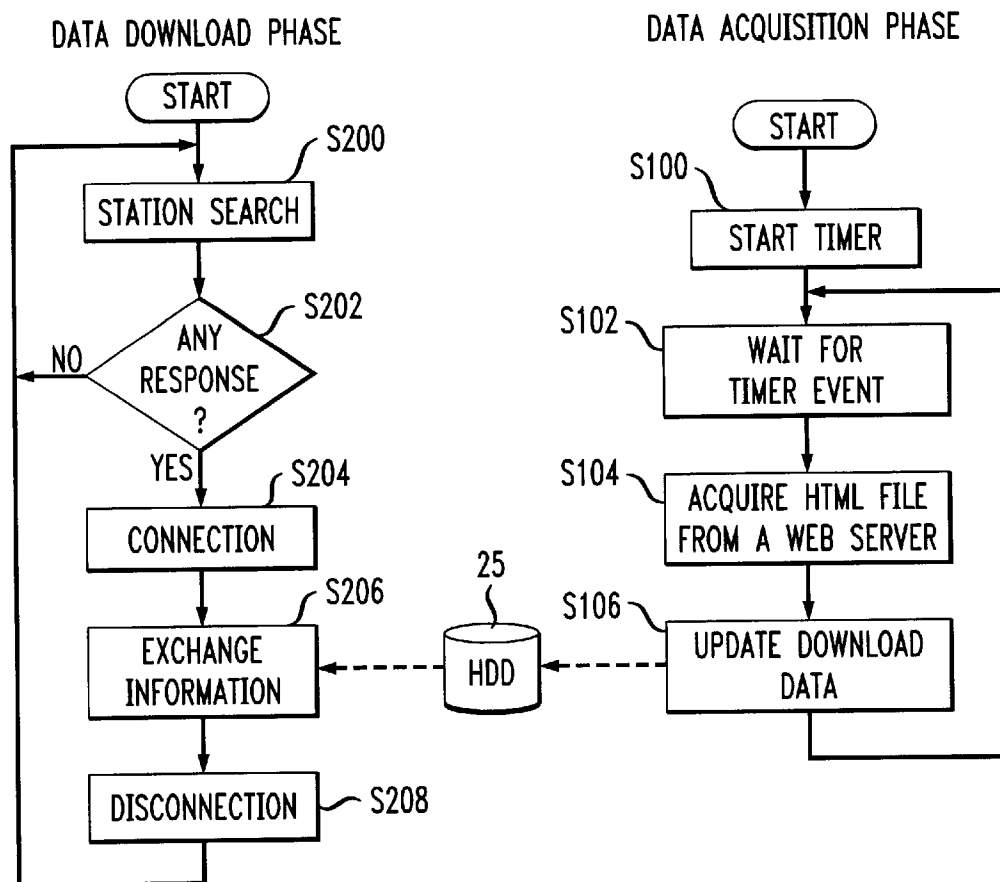 DATA DOWNLOAD PHASE
START
S200
STATION SEARCH
S202
ANY
RESPONSE
?
NO
YES
S204
CONNECTION
S206
EXCHANGE
INFORMATION
DISCONNECTION
S208
25
HDD
DATA ACQUISITION PHASE
START
S100
START TIMER
S102
WAIT FOR
TIMER EVENT
S104
ACQUIRE HTML FILE
FROM A WEB SERVER
S106
UPDATE DOWNLOAD
DATA